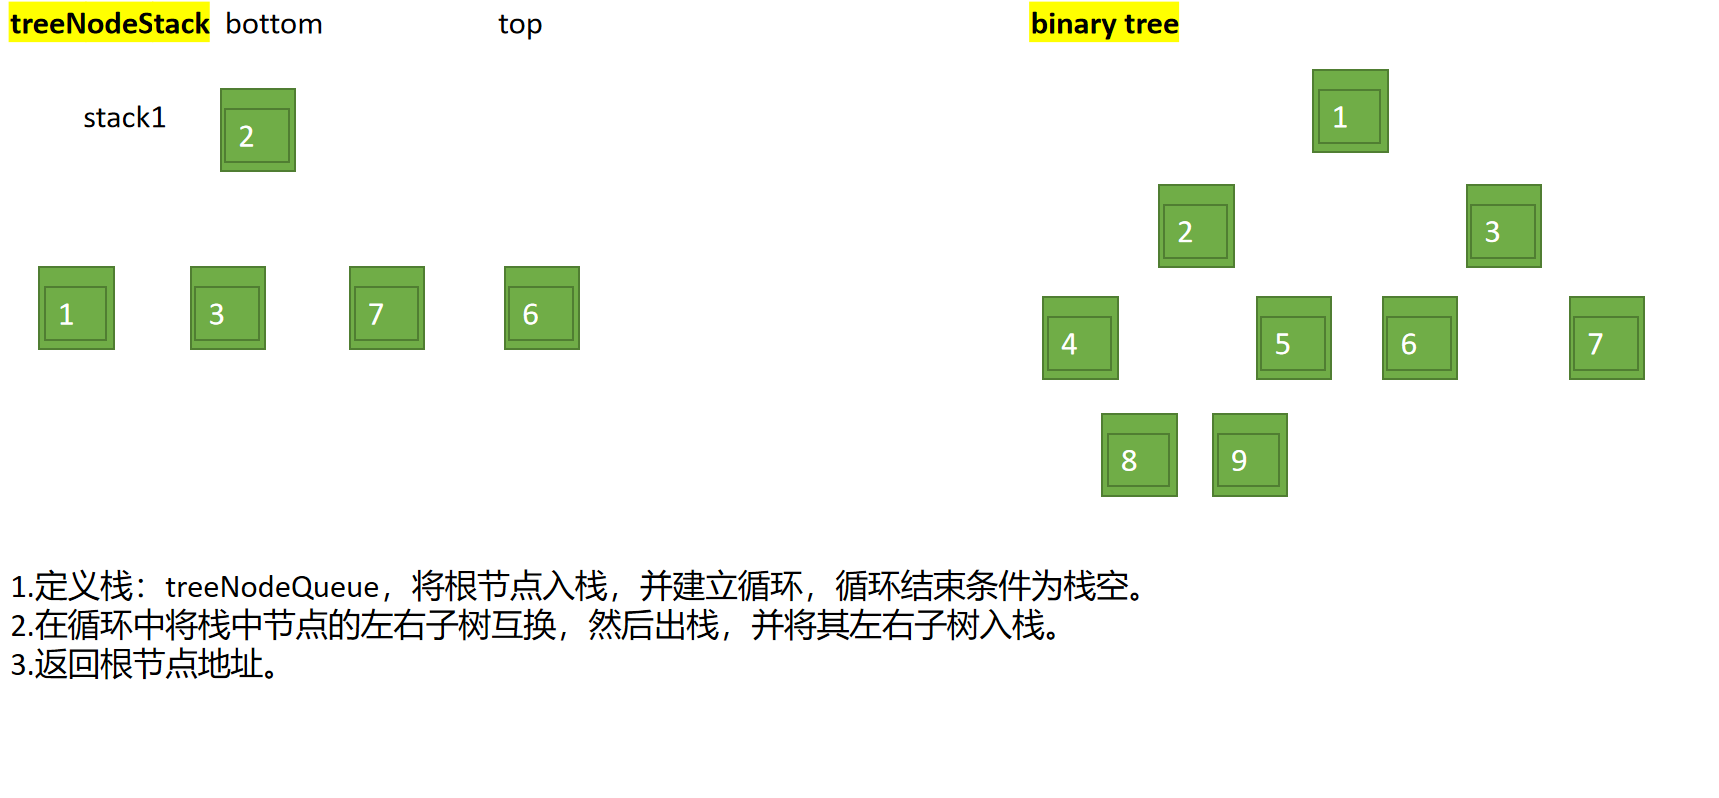 treeNodeStack bottom top binary tree
1
stack1 2
2 3
1 3 7 6
4 5 6 7
8 9
1.定义栈：treeNodeQueue，将根节点入栈，并建立循环，循环结束条件为栈空。
2.在循环中将栈中节点的左右子树互换，然后出栈，并将其左右子树入栈。
3.返回根节点地址。